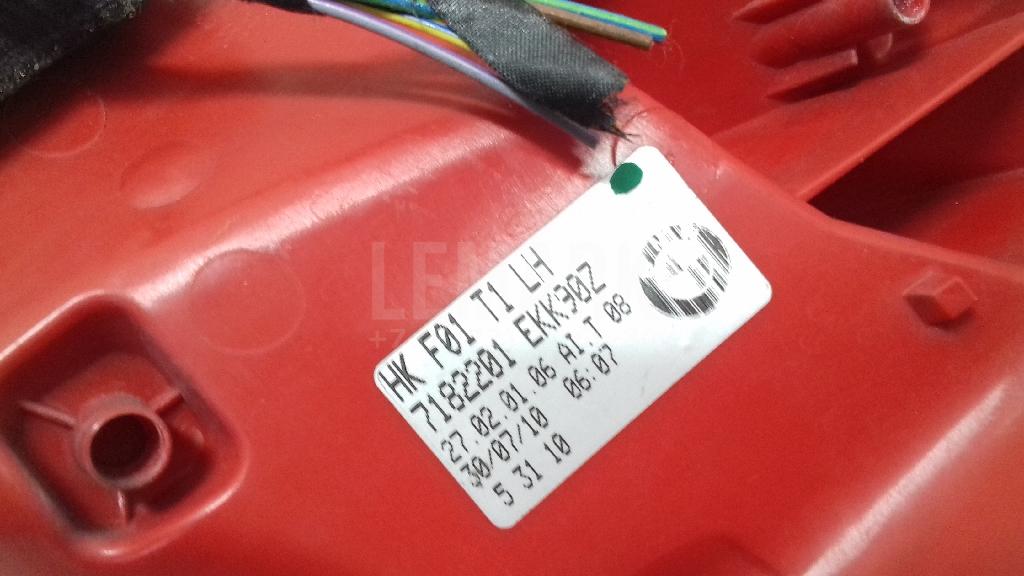 HK F01 T1 LH
7182201 EKK30Z
27.02.01.06 AI.T 08
30/07/10 06:07
5 31 10